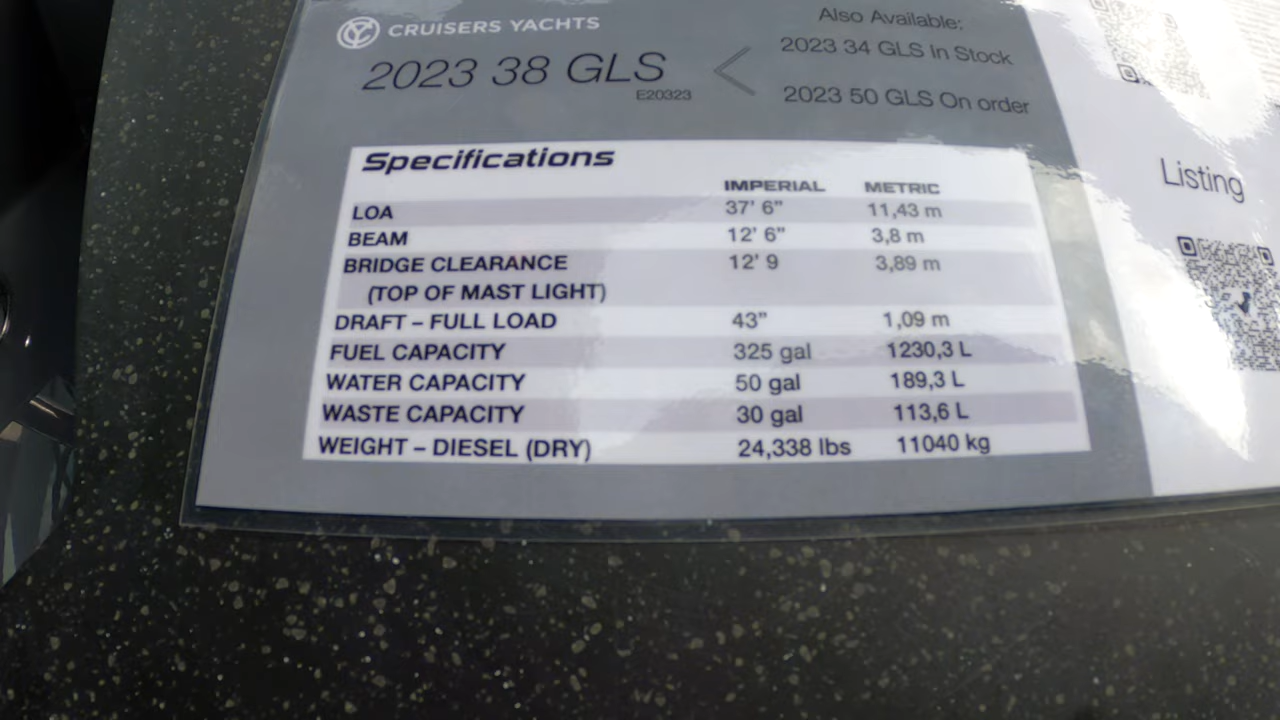 CRUISERS YACHTS
2023 38 GLS
E20323
Also Available:
2023 34 GLS In Stock
2023 50 GLS On order
Specifications
IMPERIAL METRIC
LOA 37' 6" 11,43 m
BEAM 12' 6" 3,8 m
BRIDGE CLEARANCE 12' 9 3,89 m
(TOP OF MAST LIGHT)
DRAFT – FULL LOAD 43" 1,09 m
FUEL CAPACITY 325 gal 1230,3 L
WATER CAPACITY 50 gal 189,3 L
WASTE CAPACITY 30 gal 113,6 L
WEIGHT – DIESEL (DRY) 24,338 lbs 11040 kg
Listing